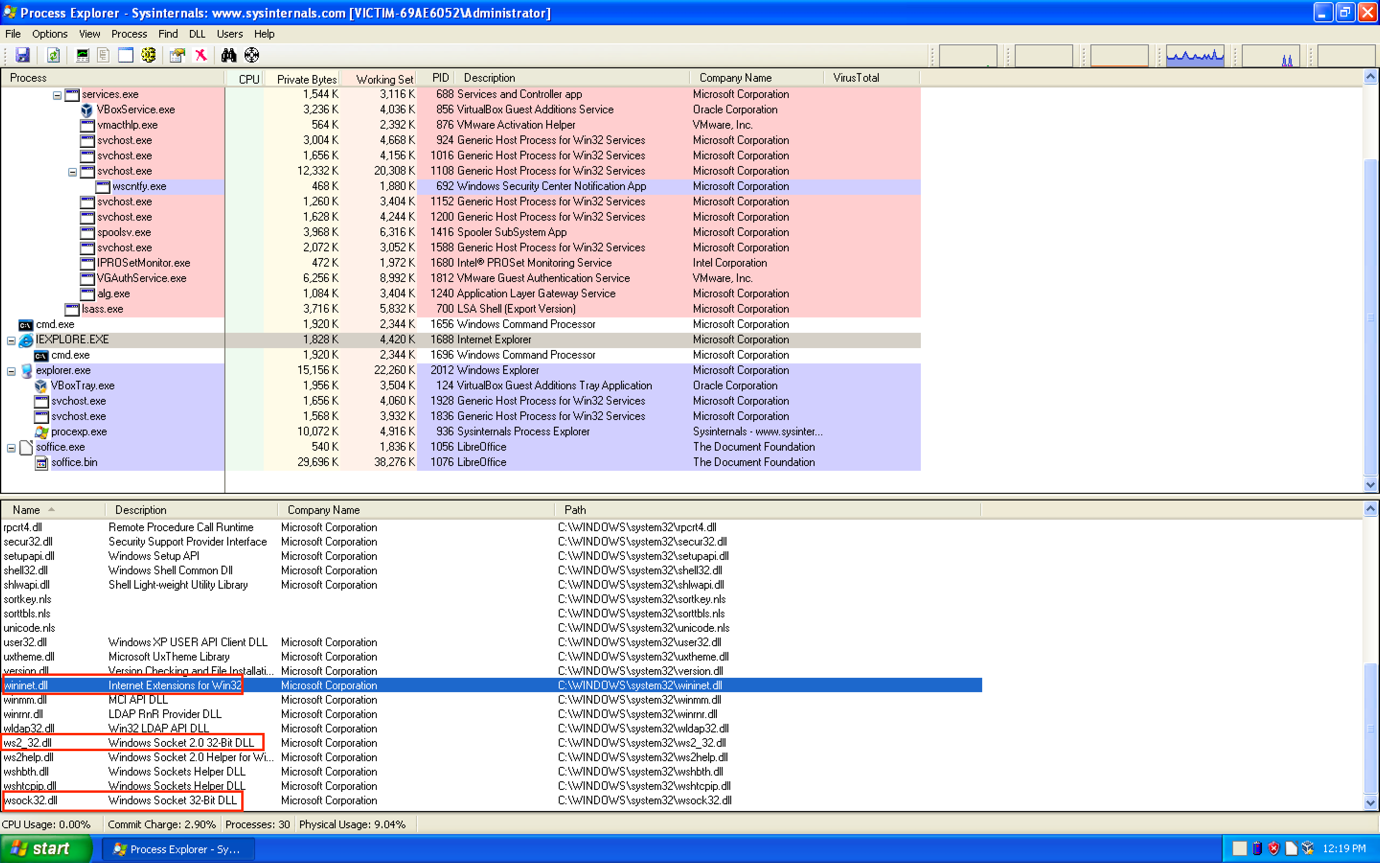 Process Explorer - Sysinternals: www.sysinternals.com [VICTIM-69AE6052\Administrator]
File Options View Process Find DLL Users Help
Process CPU Private Bytes Working Set PID Description Company Name VirusTotal
services.exe 1,544 K 3,116 K 688 Services and Controller app Microsoft Corporation
VBoxService.exe 3,236 K 4,036 K 856 VirtualBox Guest Additions Service Oracle Corporation
vmacthlp.exe 564 K 2,392 K 876 VMware Activation Helper VMware, Inc.
svchost.exe 3,004 K 4,668 K 924 Generic Host Process for Win32 Services Microsoft Corporation
svchost.exe 1,656 K 4,156 K 1016 Generic Host Process for Win32 Services Microsoft Corporation
svchost.exe 12,332 K 20,308 K 1108 Generic Host Process for Win32 Services Microsoft Corporation
wscntfy.exe 468 K 1,880 K 692 Windows Security Center Notification App Microsoft Corporation
svchost.exe 1,260 K 3,404 K 1152 Generic Host Process for Win32 Services Microsoft Corporation
svchost.exe 1,628 K 4,244 K 1200 Generic Host Process for Win32 Services Microsoft Corporation
spoolsv.exe 3,968 K 6,316 K 1416 Spooler SubSystem App Microsoft Corporation
svchost.exe 2,072 K 3,052 K 1588 Generic Host Process for Win32 Services Microsoft Corporation
IPROSetMonitor.exe 472 K 1,972 K 1680 Intel® PROSet Monitoring Service Intel Corporation
VGAuthService.exe 6,256 K 8,992 K 1812 VMware Guest Authentication Service VMware, Inc.
alg.exe 1,084 K 3,404 K 1240 Application Layer Gateway Service Microsoft Corporation
lsass.exe 3,716 K 5,832 K 700 LSA Shell (Export Version) Microsoft Corporation
cmd.exe 1,920 K 2,344 K 1656 Windows Command Processor Microsoft Corporation
IEXPLORE.EXE 1,828 K 4,420 K 1688 Internet Explorer Microsoft Corporation
cmd.exe 1,920 K 2,344 K 1696 Windows Command Processor Microsoft Corporation
explorer.exe 15,156 K 22,260 K 2012 Windows Explorer Microsoft Corporation
VBoxTray.exe 1,956 K 3,504 K 124 VirtualBox Guest Additions Tray Application Oracle Corporation
svchost.exe 1,656 K 4,060 K 1928 Generic Host Process for Win32 Services Microsoft Corporation
svchost.exe 1,568 K 3,932 K 1836 Generic Host Process for Win32 Services Microsoft Corporation
procexp.exe 10,072 K 4,916 K 936 Sysinternals Process Explorer Sysinternals - www.sysinter...
soffice.exe 540 K 1,836 K 1056 LibreOffice The Document Foundation
soffice.bin 29,696 K 38,276 K 1076 LibreOffice The Document Foundation
Name Description Company Name Path
rpcrt4.dll Remote Procedure Call Runtime Microsoft Corporation C:\WINDOWS\system32\rpcrt4.dll
secur32.dll Security Support Provider Interface Microsoft Corporation C:\WINDOWS\system32\secur32.dll
setupapi.dll Windows Setup API Microsoft Corporation C:\WINDOWS\system32\setupapi.dll
shell32.dll Windows Shell Common Dll Microsoft Corporation C:\WINDOWS\system32\shell32.dll
shlwapi.dll Shell Light-weight Utility Library Microsoft Corporation C:\WINDOWS\system32\shlwapi.dll
sortkey.nls C:\WINDOWS\system32\sortkey.nls
sorttbls.nls C:\WINDOWS\system32\sorttbls.nls
unicode.nls C:\WINDOWS\system32\unicode.nls
user32.dll Windows XP USER API Client DLL Microsoft Corporation C:\WINDOWS\system32\user32.dll
uxtheme.dll Microsoft UxTheme Library Microsoft Corporation C:\WINDOWS\system32\uxtheme.dll
version.dll Version Checking and File Installati... Microsoft Corporation C:\WINDOWS\system32\version.dll
wininet.dll Internet Extensions for Win32 Microsoft Corporation C:\WINDOWS\system32\wininet.dll
winmm.dll MCI API DLL Microsoft Corporation C:\WINDOWS\system32\winmm.dll
winrnr.dll LDAP RnR Provider DLL Microsoft Corporation C:\WINDOWS\system32\winrnr.dll
wldap32.dll Win32 LDAP API DLL Microsoft Corporation C:\WINDOWS\system32\wldap32.dll
ws2_32.dll Windows Socket 2.0 32-Bit DLL Microsoft Corporation C:\WINDOWS\system32\ws2_32.dll
ws2help.dll Windows Socket 2.0 Helper for Wi... Microsoft Corporation C:\WINDOWS\system32\ws2help.dll
wshbth.dll Windows Sockets Helper DLL Microsoft Corporation C:\WINDOWS\system32\wshbth.dll
wshtcpip.dll Windows Sockets Helper DLL Microsoft Corporation C:\WINDOWS\system32\wshtcpip.dll
wsock32.dll Windows Socket 32-Bit DLL Microsoft Corporation C:\WINDOWS\system32\wsock32.dll
CPU Usage: 0.00% Commit Charge: 2.90% Processes: 30 Physical Usage: 9.04%
start Process Explorer - Sy... 12:19 PM